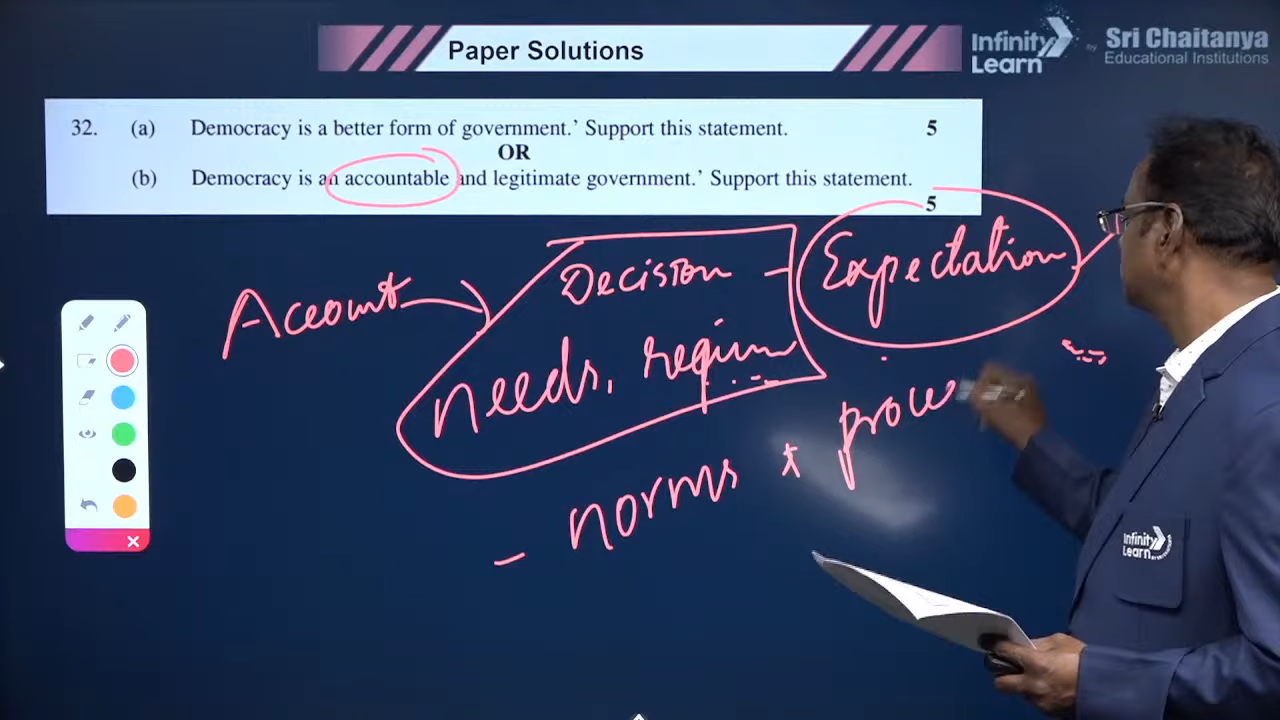 Paper Solutions
Infinity Learn by Sri Chaitanya Educational Institutions
32. (a) Democracy is a better form of government.' Support this statement. 5
OR
(b) Democracy is an accountable and legitimate government.' Support this statement.
5
Account Decision - Expectation
needs,
- norms
Infinity Learn